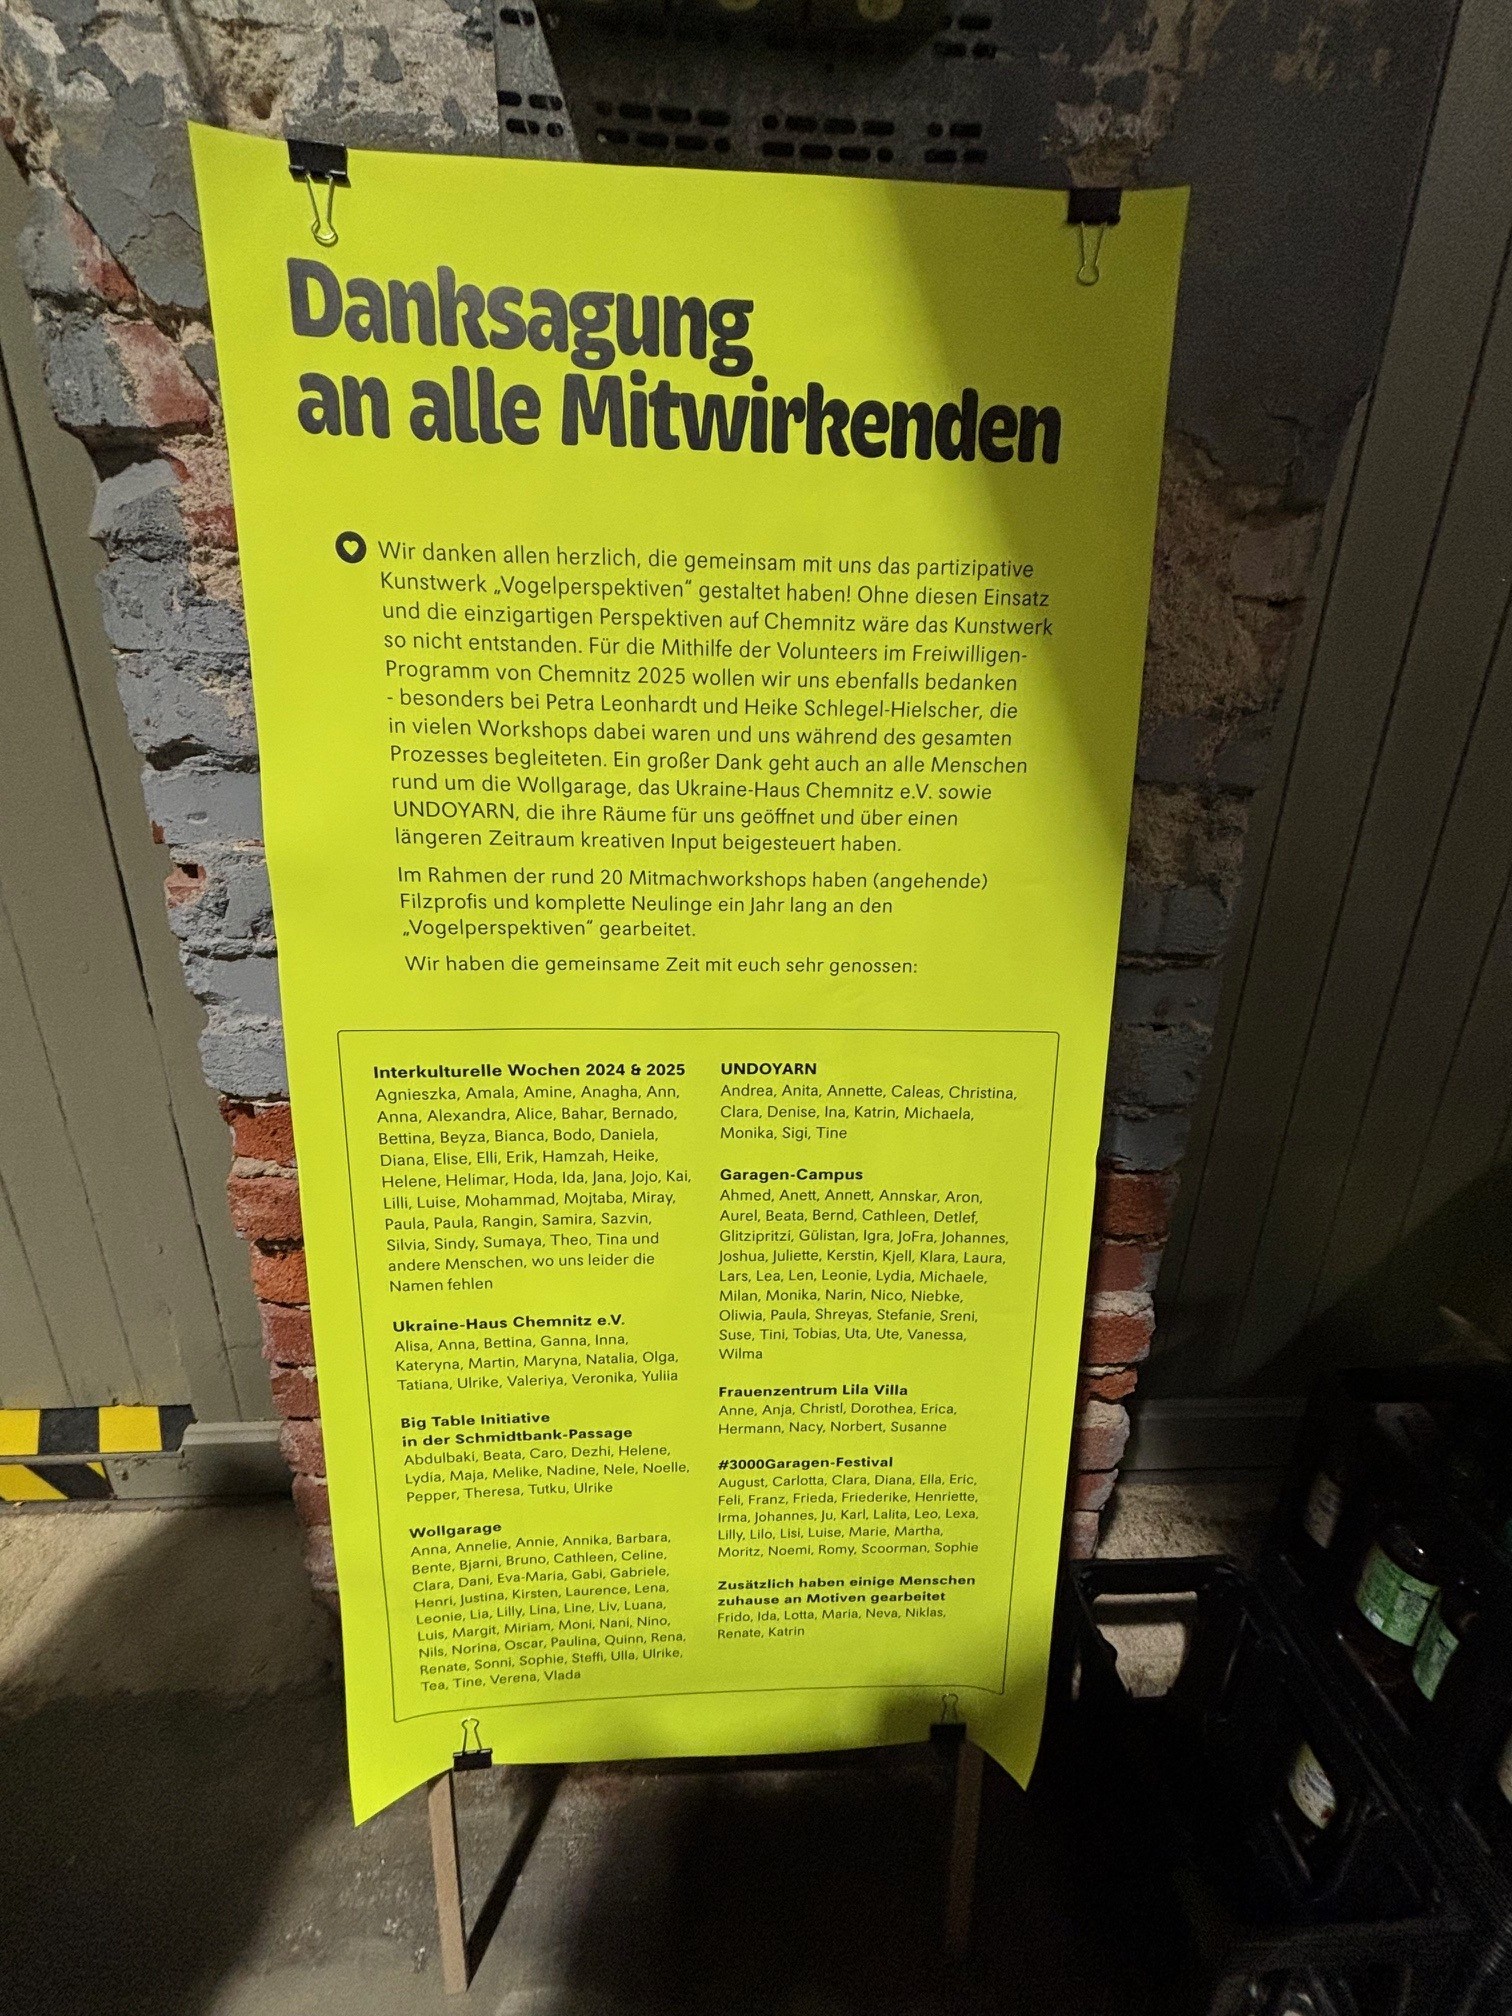 Danksagung
an alle Mitwirkenden
Wir danken allen herzlich, die gemeinsam mit uns das partizipative
Kunstwerk „Vogelperspektiven“ gestaltet haben! Ohne diesen Einsatz
und die einzigartigen Perspektiven auf Chemnitz wäre das Kunstwerk
so nicht entstanden. Für die Mithilfe der Volunteers im Freiwilligen-
Programm von Chemnitz 2025 wollen wir uns ebenfalls bedanken
- besonders bei Petra Leonhardt und Heike Schlegel-Hielscher, die
in vielen Workshops dabei waren und uns während des gesamten
Prozesses begleiteten. Ein großer Dank geht auch an alle Menschen
rund um die Wollgarage, das Ukraine-Haus Chemnitz e.V. sowie
UNDOYARN, die ihre Räume für uns geöffnet und über einen
längeren Zeitraum kreativen Input beigesteuert haben.
Im Rahmen der rund 20 Mitmachworkshops haben (angehende)
Filzprofis und komplette Neulinge ein Jahr lang an den
„Vogelperspektiven“ gearbeitet.
Wir haben die gemeinsame Zeit mit euch sehr genossen:
Interkulturelle Wochen 2024 & 2025
Agnieszka, Amala, Amine, Anagha, Ann,
Anna, Alexandra, Alice, Bahar, Bernado,
Bettina, Beyza, Bianca, Bodo, Daniela,
Diana, Elise, Elli, Erik, Hamzah, Heike,
Helene, Helimar, Hoda, Ida, Jana, Jojo, Kai,
Lilli, Luise, Mohammad, Mojtaba, Miray,
Paula, Paula, Rangin, Samira, Sazvin,
Silvia, Sindy, Sumaya, Theo, Tina und
andere Menschen, wo uns leider die
Namen fehlen
Ukraine-Haus Chemnitz e.V.
Alisa, Anna, Bettina, Ganna, Inna,
Kateryna, Martin, Maryna, Natalia, Olga,
Tatiana, Ulrike, Valeriya, Veronika, Yuliia
Big Table Initiative
in der Schmidtbank-Passage
Abdulbaki, Beata, Caro, Dezhi, Helene,
Lydia, Maja, Melike, Nadine, Nele, Noelle,
Pepper, Theresa, Tutku, Ulrike
Wollgarage
Anna, Annelie, Annie, Annika, Barbara,
Bente, Bjarni, Bruno, Cathleen, Celine,
Clara, Dani, Eva-Maria, Gabi, Gabriele,
Henri, Justina, Kirsten, Laurence, Lena,
Leonie, Lia, Lilly, Lina, Line, Liv, Luana,
Luis, Margit, Miriam, Moni, Nani, Nino,
Nils, Norina, Oscar, Paulina, Quinn, Rena,
Renate, Sonni, Sophie, Steffi, Ulla, Ulrike,
Tea, Tine, Verena, Vlada
UNDOYARN
Andrea, Anita, Annette, Caleas, Christina,
Clara, Denise, Ina, Katrin, Michaela,
Monika, Sigi, Tine
Garagen-Campus
Ahmed, Anett, Annett, Annskar, Aron,
Aurel, Beata, Bernd, Cathleen, Detlef,
Glitzipritzi, Gülistan, Igra, JoFra, Johannes,
Joshua, Juliette, Kerstin, Kjell, Klara, Laura,
Lars, Lea, Len, Leonie, Lydia, Michaele,
Milan, Monika, Narin, Nico, Niebke,
Oliwia, Paula, Shreyas, Stefanie, Sreni,
Suse, Tini, Tobias, Uta, Ute, Vanessa,
Wilma
Frauenzentrum Lila Villa
Anne, Anja, Christl, Dorothea, Erica,
Hermann, Nacy, Norbert, Susanne
#3000Garagen-Festival
August, Carlotta, Clara, Diana, Ella, Eric,
Feli, Franz, Frieda, Friederike, Henriette,
Irma, Johannes, Ju, Karl, Lalita, Leo, Lexa,
Lilly, Lilo, Lisi, Luise, Marie, Martha,
Moritz, Noemi, Romy, Scoorman, Sophie
Zusätzlich haben einige Menschen
zuhause an Motiven gearbeitet
Frido, Ida, Lotta, Maria, Neva, Niklas,
Renate, Katrin